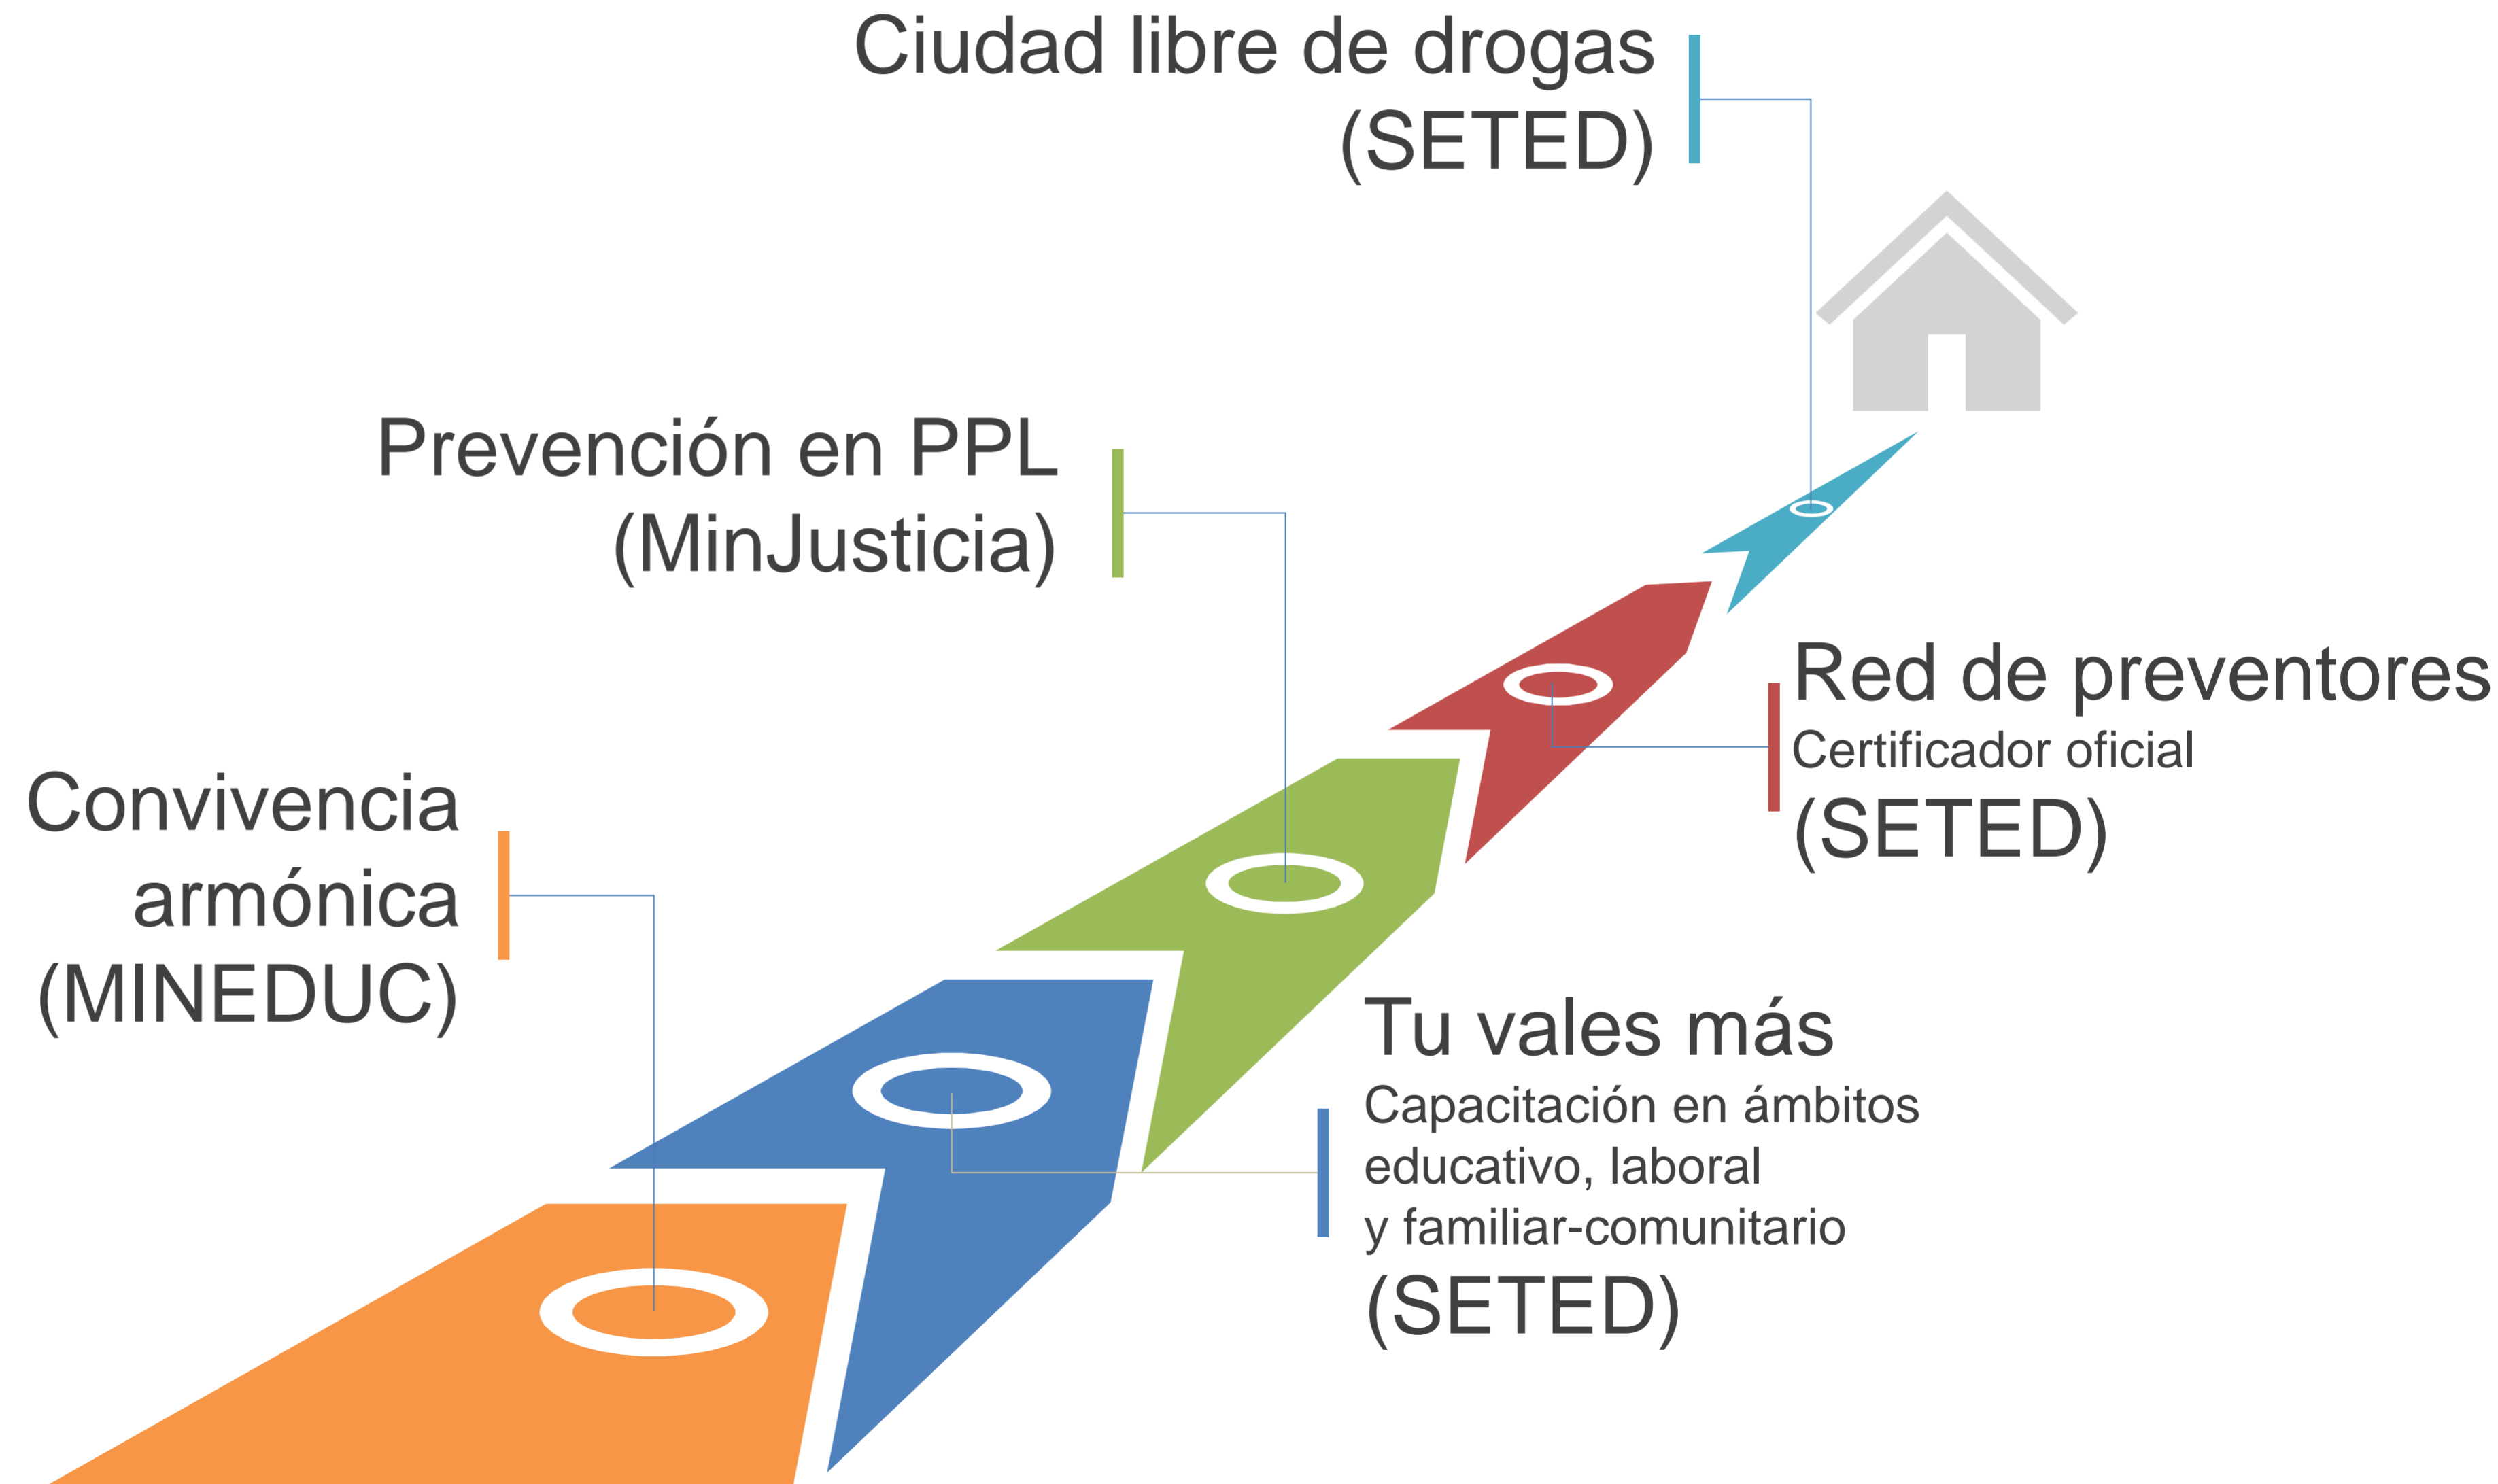 Ciudad libre de drogas
(SETED)
Prevención en PPL
(MinJusticia)
Red de preventores
Certificador oficial
(SETED)
Convivencia
armónica
(MINEDUC)
Tu vales más
Capacitación en ámbitos
educativo, laboral
y familiar-comunitario
(SETED)